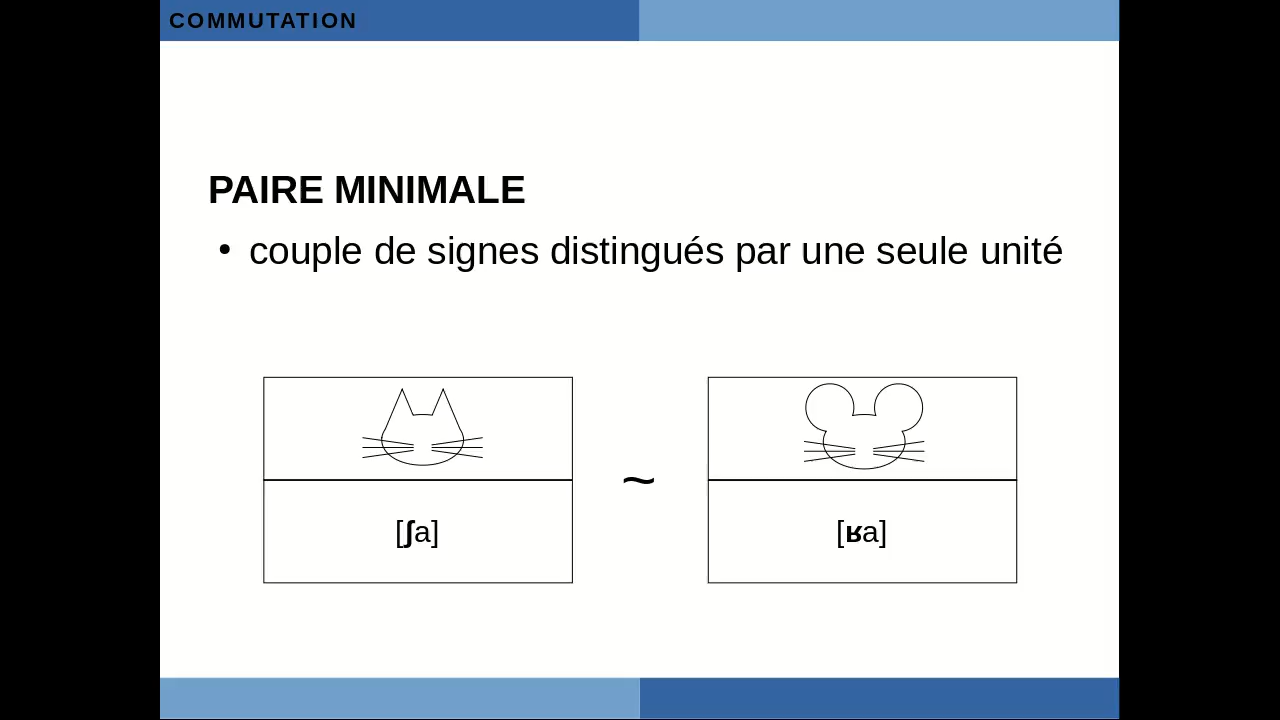 COMMUTATION
PAIRE MINIMALE
• couple de signes distingués par une seule unité
~
[ʃa]
[ʁa]